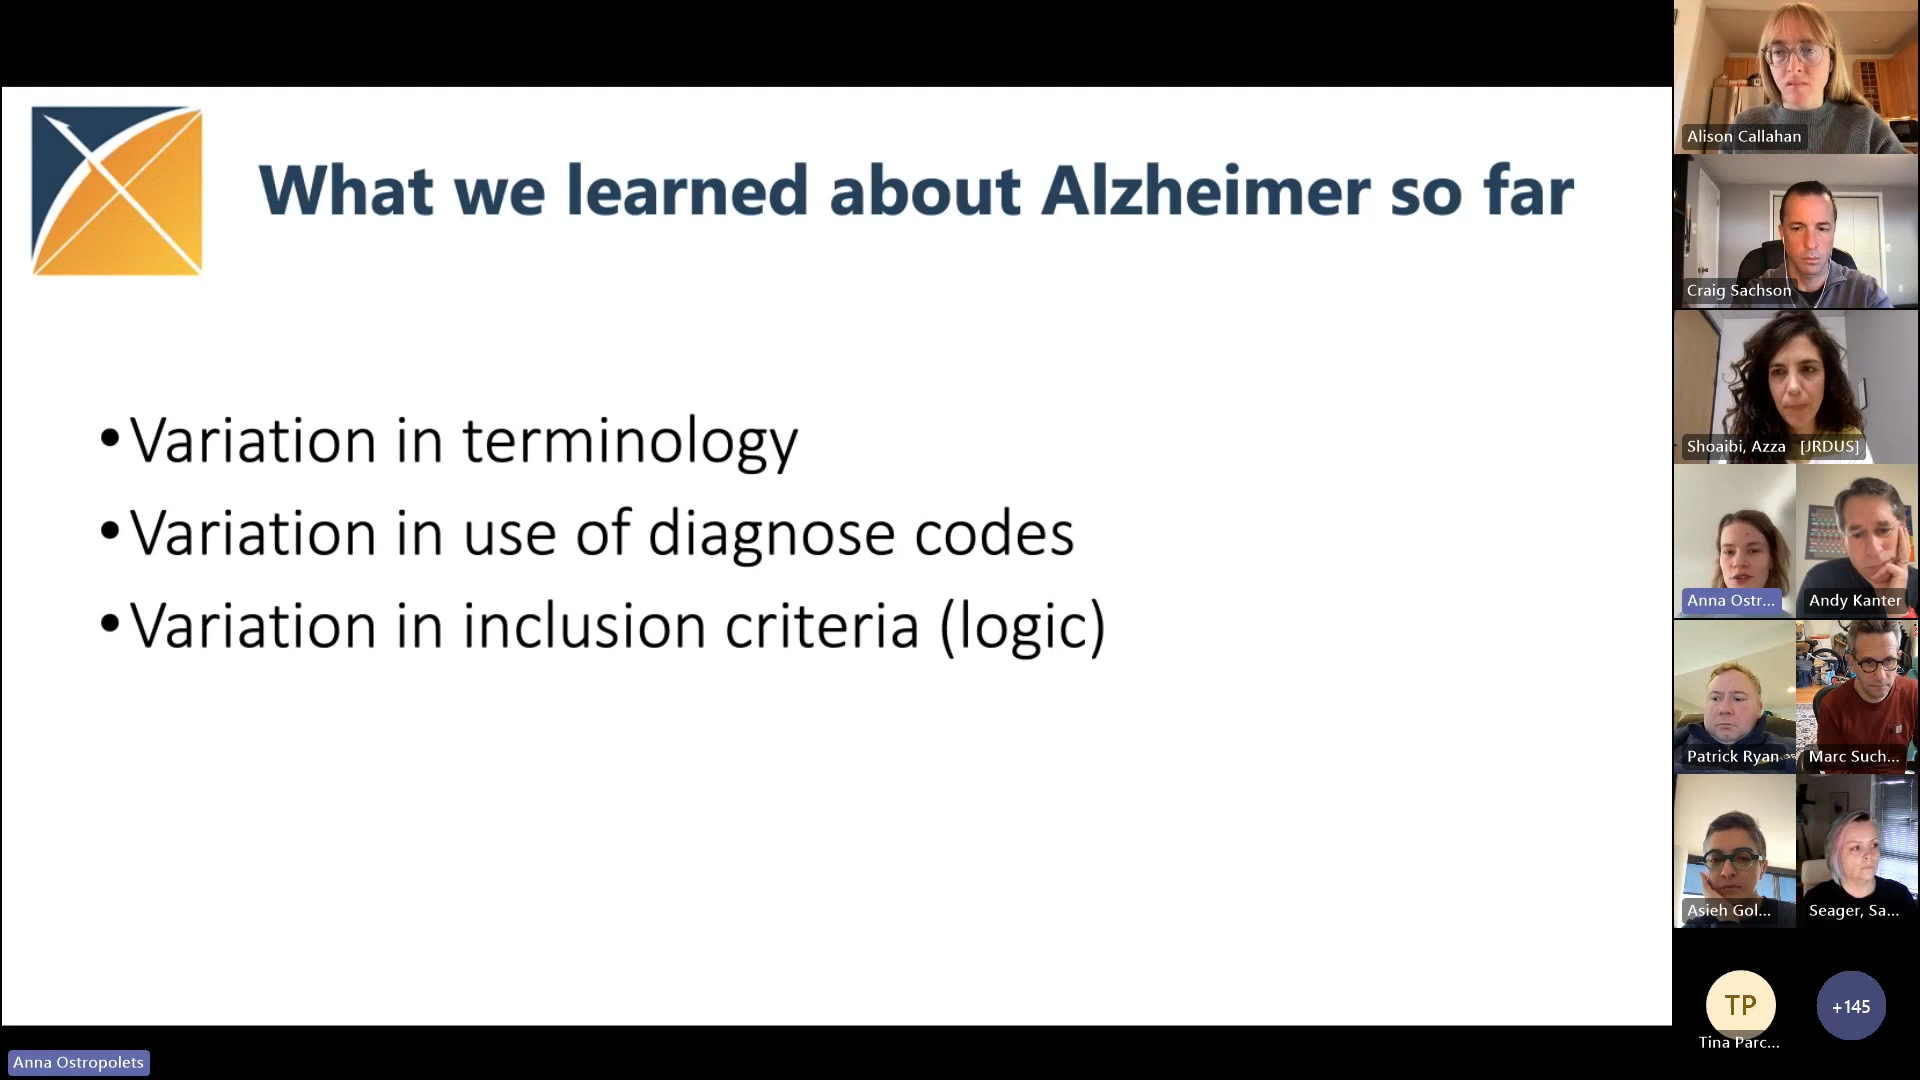 What we learned about Alzheimer so far
• Variation in terminology
• Variation in use of diagnose codes
• Variation in inclusion criteria (logic)
Alison Callahan
Craig Sachson
Shoaibi, Azza [JRDUS]
Anna Ostr...
Andy Kanter
Patrick Ryan
Marc Such...
Asieh Gol...
Seager, Sa...
TP
+145
Tina Parc...
Anna Ostropolets